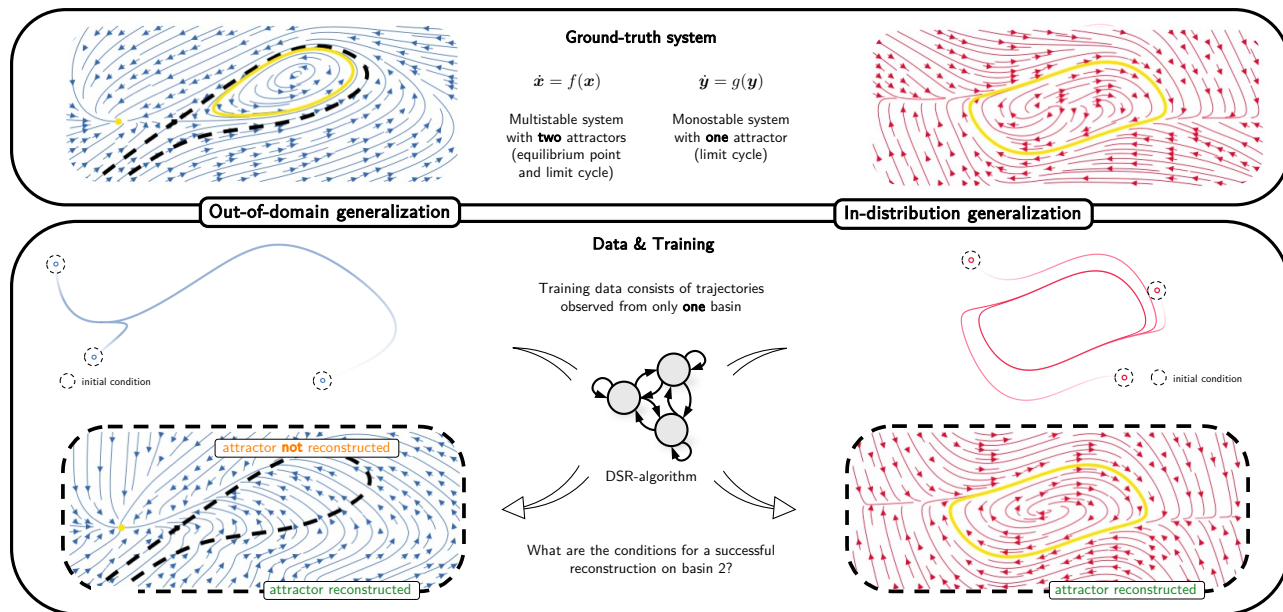 Ground-truth system
ẋ = f(x)
ẏ = g(y)
Multistable system
with two attractors
(equilibrium point
and limit cycle)
Monostable system
with one attractor
(limit cycle)
Out-of-domain generalization
In-distribution generalization
Data & Training
Training data consists of trajectories
observed from only one basin
initial condition
initial condition
attractor not reconstructed
DSR-algorithm
What are the conditions for a successful
reconstruction on basin 2?
attractor reconstructed
attractor reconstructed